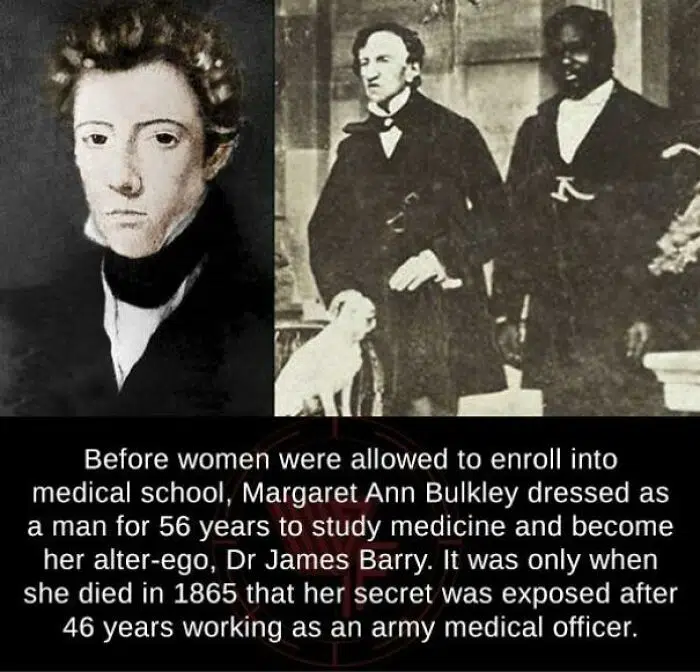 Before women were allowed to enroll into
medical school, Margaret Ann Bulkley dressed as
a man for 56 years to study medicine and become
her alter-ego, Dr James Barry. It was only when
she died in 1865 that her secret was exposed after
46 years working as an army medical officer.